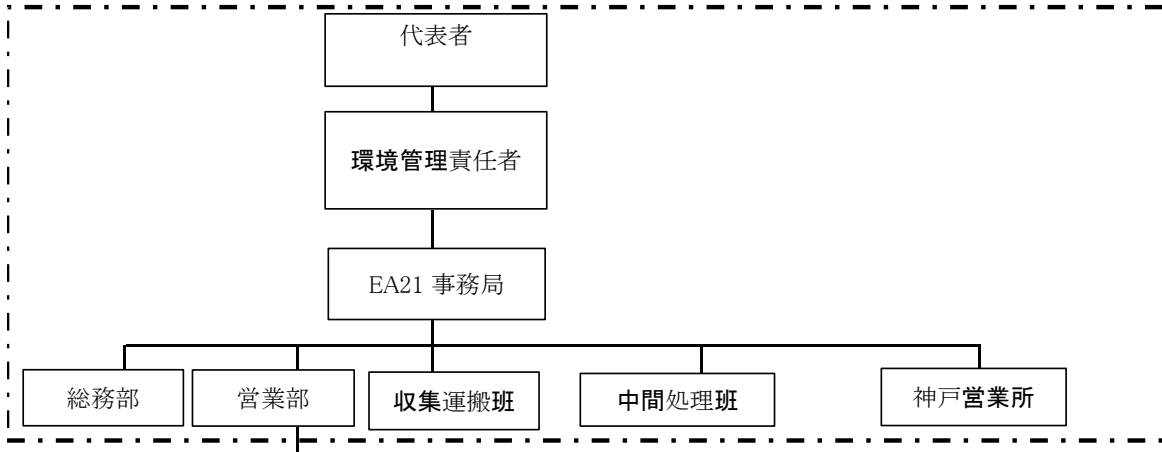 代表者
環境管理責任者
EA21 事務局
総務部
営業部
収集運搬班
中間処理班
神戸営業所